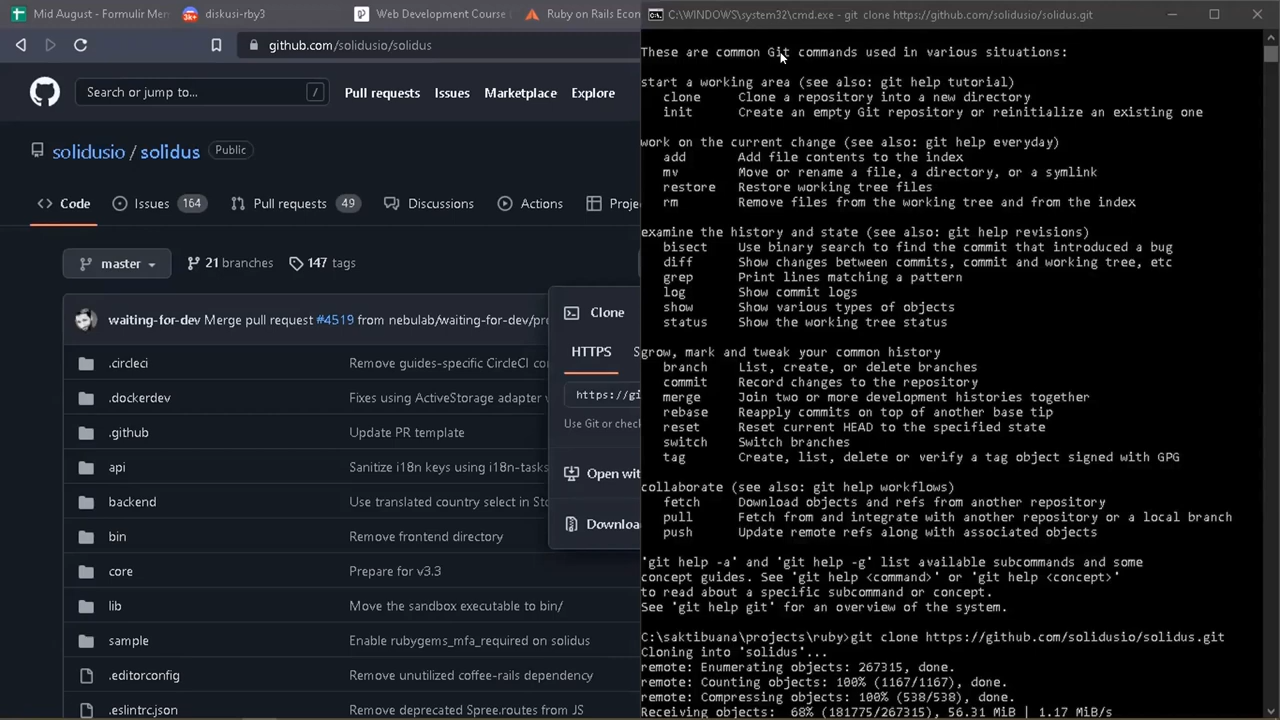 Mid August - Formulir Mer
diskusi-rby3
Web Development Course
Ruby on Rails Econ
github.com/solidusio/solidus
Search or jump to...
/
Pull requests
Issues
Marketplace
Explore
solidusio / solidus
Public
Code
Issues 164
Pull requests 49
Discussions
Actions
Proje
master
21 branches
147 tags
waiting-for-dev Merge pull request #4519 from nebulab/waiting-for-dev/pre
.circleci Remove guides-specific CircleCI co
.dockerdev Fixes using ActiveStorage adapter v
.github Update PR template
api Sanitize i18n keys using i18n-tasks
backend Use translated country select in Sto
bin Remove frontend directory
core Prepare for v3.3
lib Move the sandbox executable to bin/
sample Enable rubygems_mfa_required on solidus
.editorconfig Remove unutilized coffee-rails dependency
.eslintrc.json Remove deprecated Spree.routes from JS
Clone
HTTPS
S
https://gi
Use Git or chec
Open wit
Downloa
C:\WINDOWS\system32\cmd.exe - git clone https://github.com/solidusio/solidus.git
These are common Git commands used in various situations:
start a working area (see also: git help tutorial)
clone Clone a repository into a new directory
init Create an empty Git repository or reinitialize an existing one
work on the current change (see also: git help everyday)
add Add file contents to the index
mv Move or rename a file, a directory, or a symlink
restore Restore working tree files
rm Remove files from the working tree and from the index
examine the history and state (see also: git help revisions)
bisect Use binary search to find the commit that introduced a bug
diff Show changes between commits, commit and working tree, etc
grep Print lines matching a pattern
log Show commit logs
show Show various types of objects
status Show the working tree status
grow, mark and tweak your common history
branch List, create, or delete branches
commit Record changes to the repository
merge Join two or more development histories together
rebase Reapply commits on top of another base tip
reset Reset current HEAD to the specified state
switch Switch branches
tag Create, list, delete or verify a tag object signed with GPG
collaborate (see also: git help workflows)
fetch Download objects and refs from another repository
pull Fetch from and integrate with another repository or a local branch
push Update remote refs along with associated objects
'git help -a' and 'git help -g' list available subcommands and some
concept guides. See 'git help <command>' or 'git help <concept>'
to read about a specific subcommand or concept.
See 'git help git' for an overview of the system.
C:\saktibuana\projects\ruby>git clone https://github.com/solidusio/solidus.git
Cloning into 'solidus'...
remote: Enumerating objects: 267315, done.
remote: Counting objects: 100% (1167/1167), done.
remote: Compressing objects: 100% (538/538), done.
Receiving objects: 68% (181775/267315), 56.31 MiB | 1.17 MiB/s